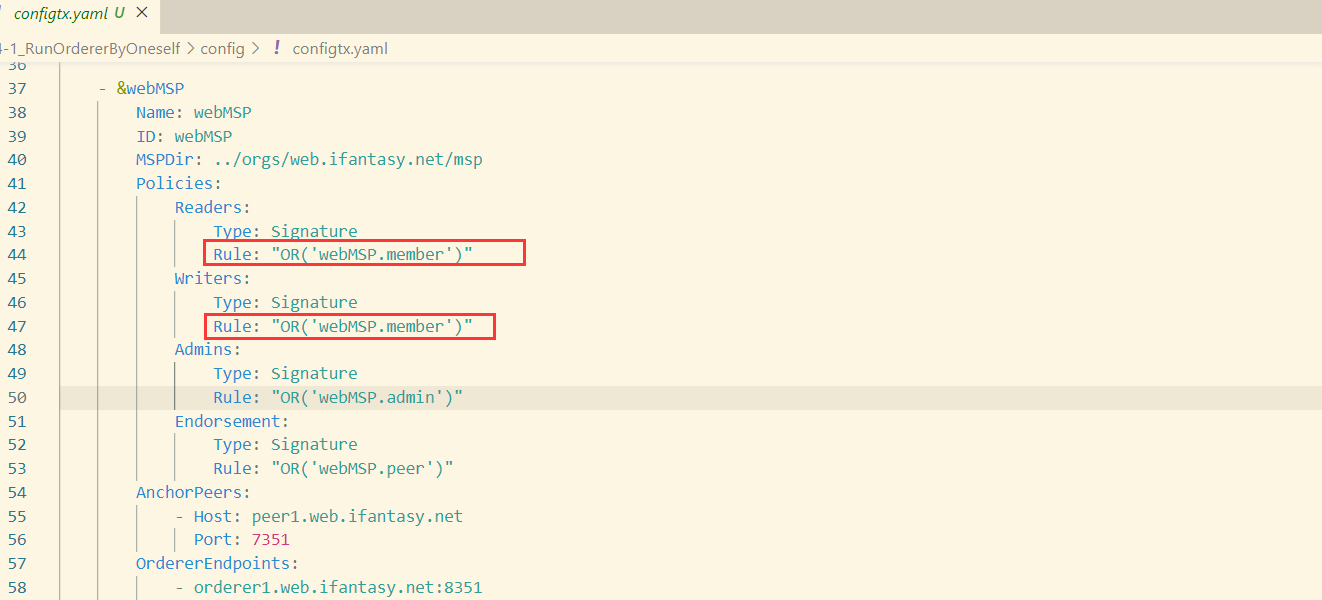 configtx.yaml U ×
4-1_RunOrdererByOneself > config > ! configtx.yaml
36
37 - &webMSP
38 Name: webMSP
39 ID: webMSP
40 MSPDir: ../orgs/web.ifantasy.net/msp
41 Policies:
42 Readers:
43 Type: Signature
44 Rule: "OR('webMSP.member')"
45 Writers:
46 Type: Signature
47 Rule: "OR('webMSP.member')"
48 Admins:
49 Type: Signature
50 Rule: "OR('webMSP.admin')"
51 Endorsement:
52 Type: Signature
53 Rule: "OR('webMSP.peer')"
54 AnchorPeers:
55 - Host: peer1.web.ifantasy.net
56 Port: 7351
57 OrdererEndpoints:
58 - orderer1.web.ifantasy.net:8351